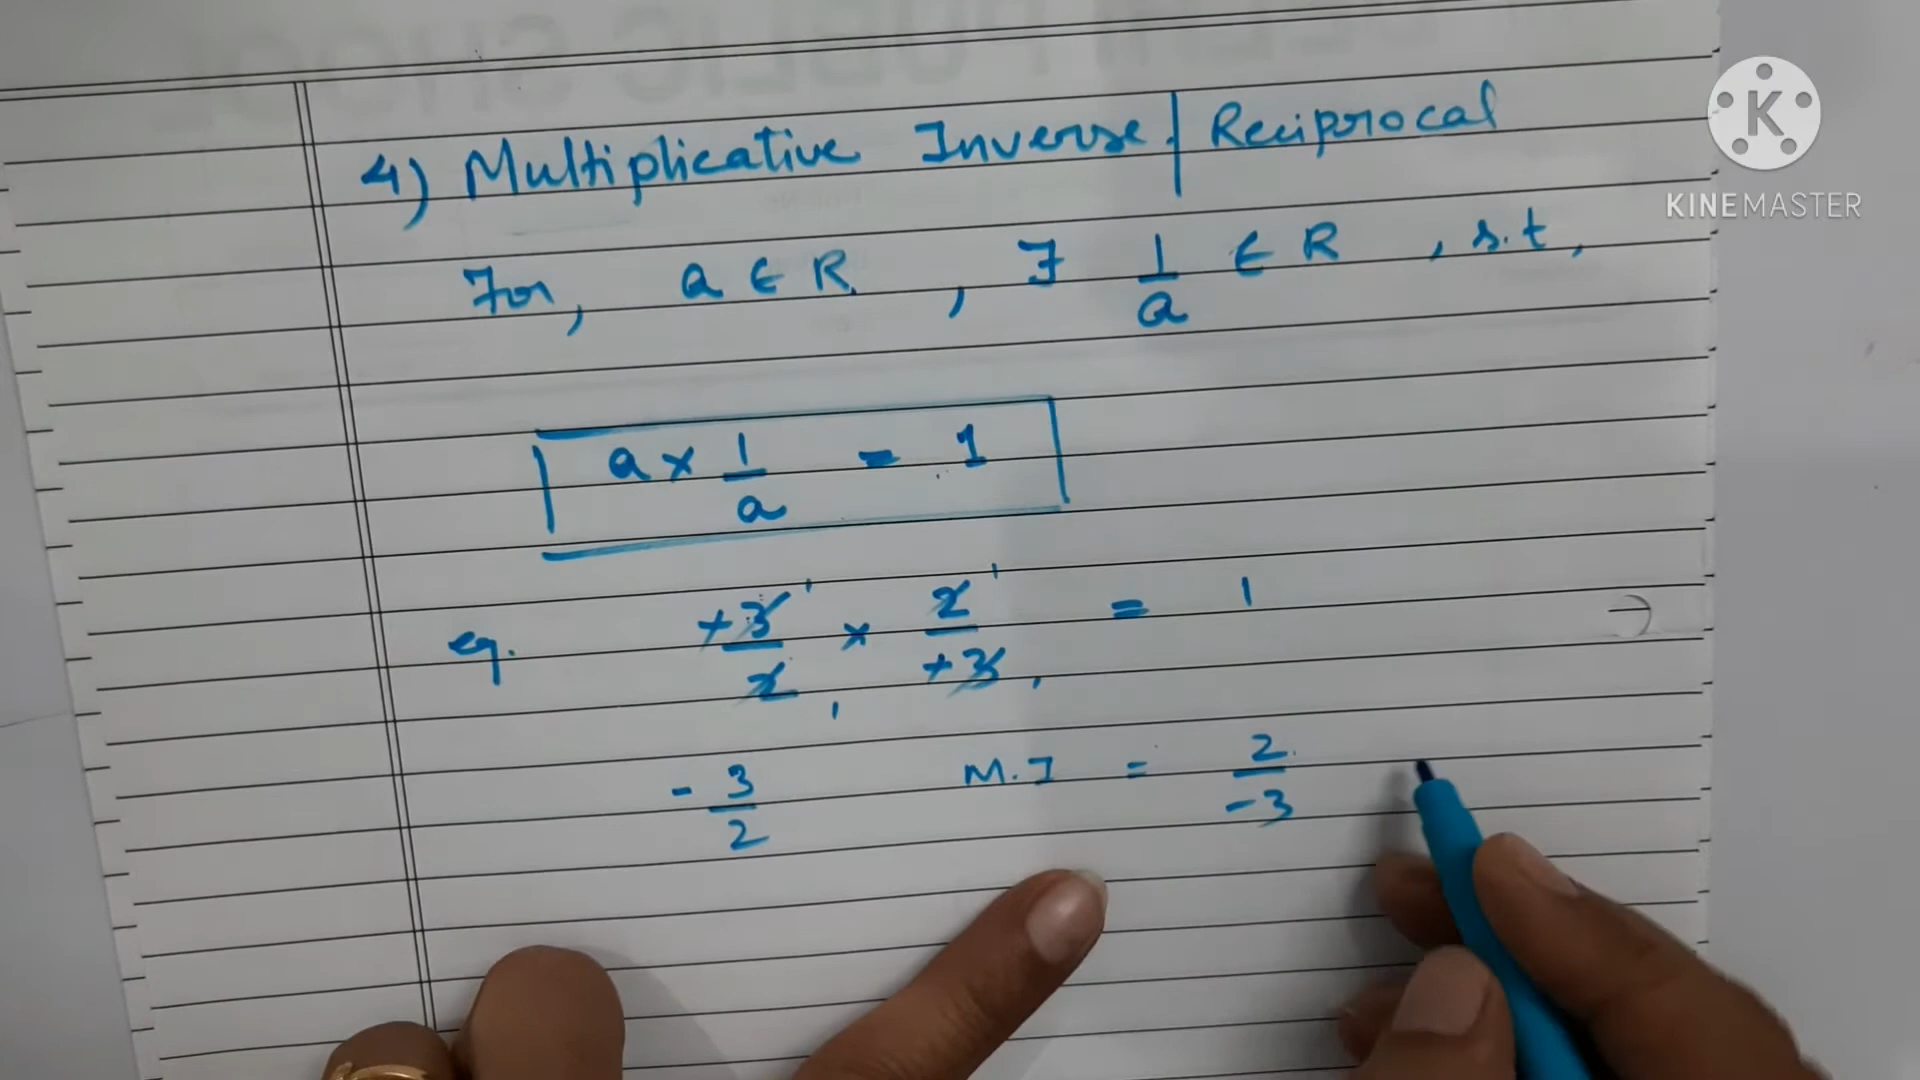 4) Multiplicative Inverse / Reciprocal
For, a ∈ R, ∃ 1/a ∈ R, s.t,
a × 1/a = 1
eg. +3/2 × 2/+3 = 1
- 3/2 M.I = 2/-3
K
KINEMASTER